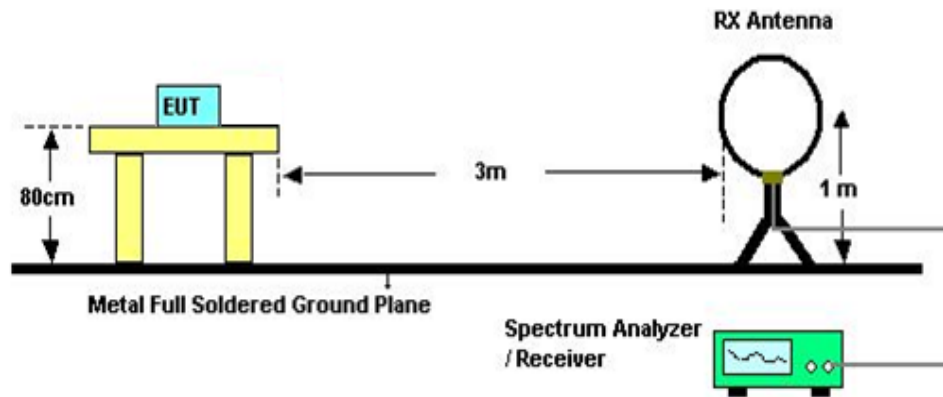 RX Antenna
EUT
80cm
3m
1 m
Metal Full Soldered Ground Plane
Spectrum Analyzer
/ Receiver